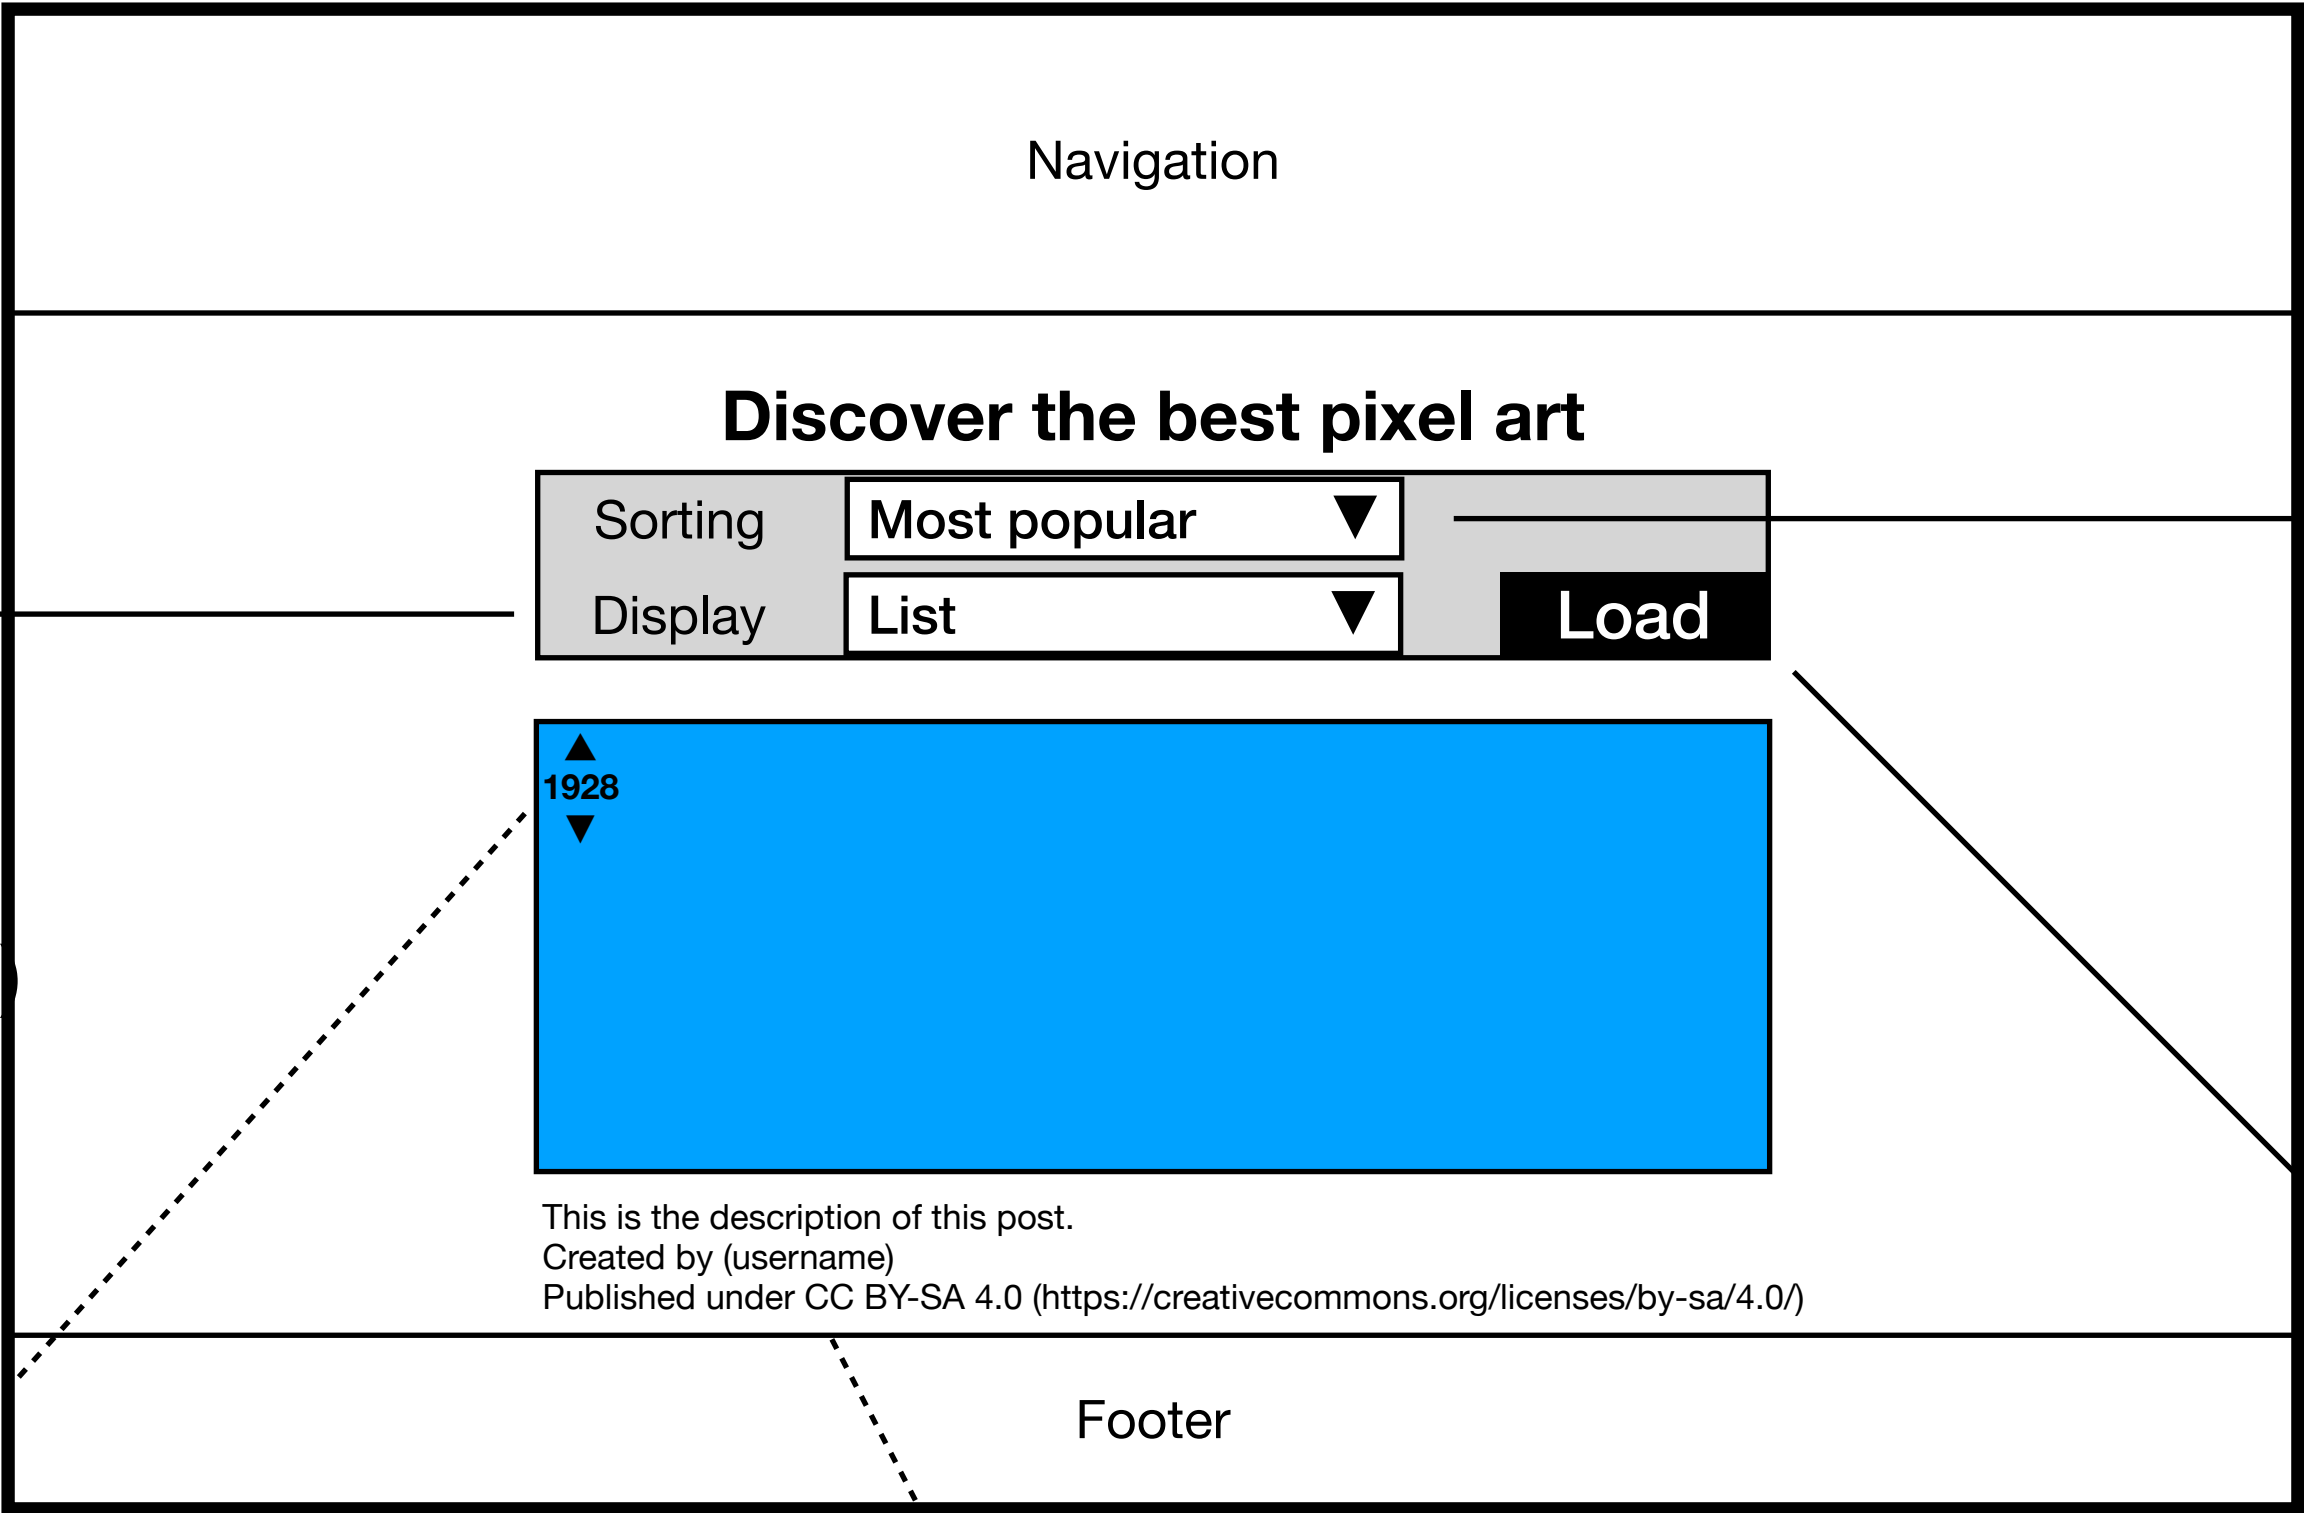 Navigation
Discover the best pixel art
Sorting
Most popular
Display
List
Load
1928
This is the description of this post.
Created by (username)
Published under CC BY-SA 4.0 (https://creativecommons.org/licenses/by-sa/4.0/)
Footer